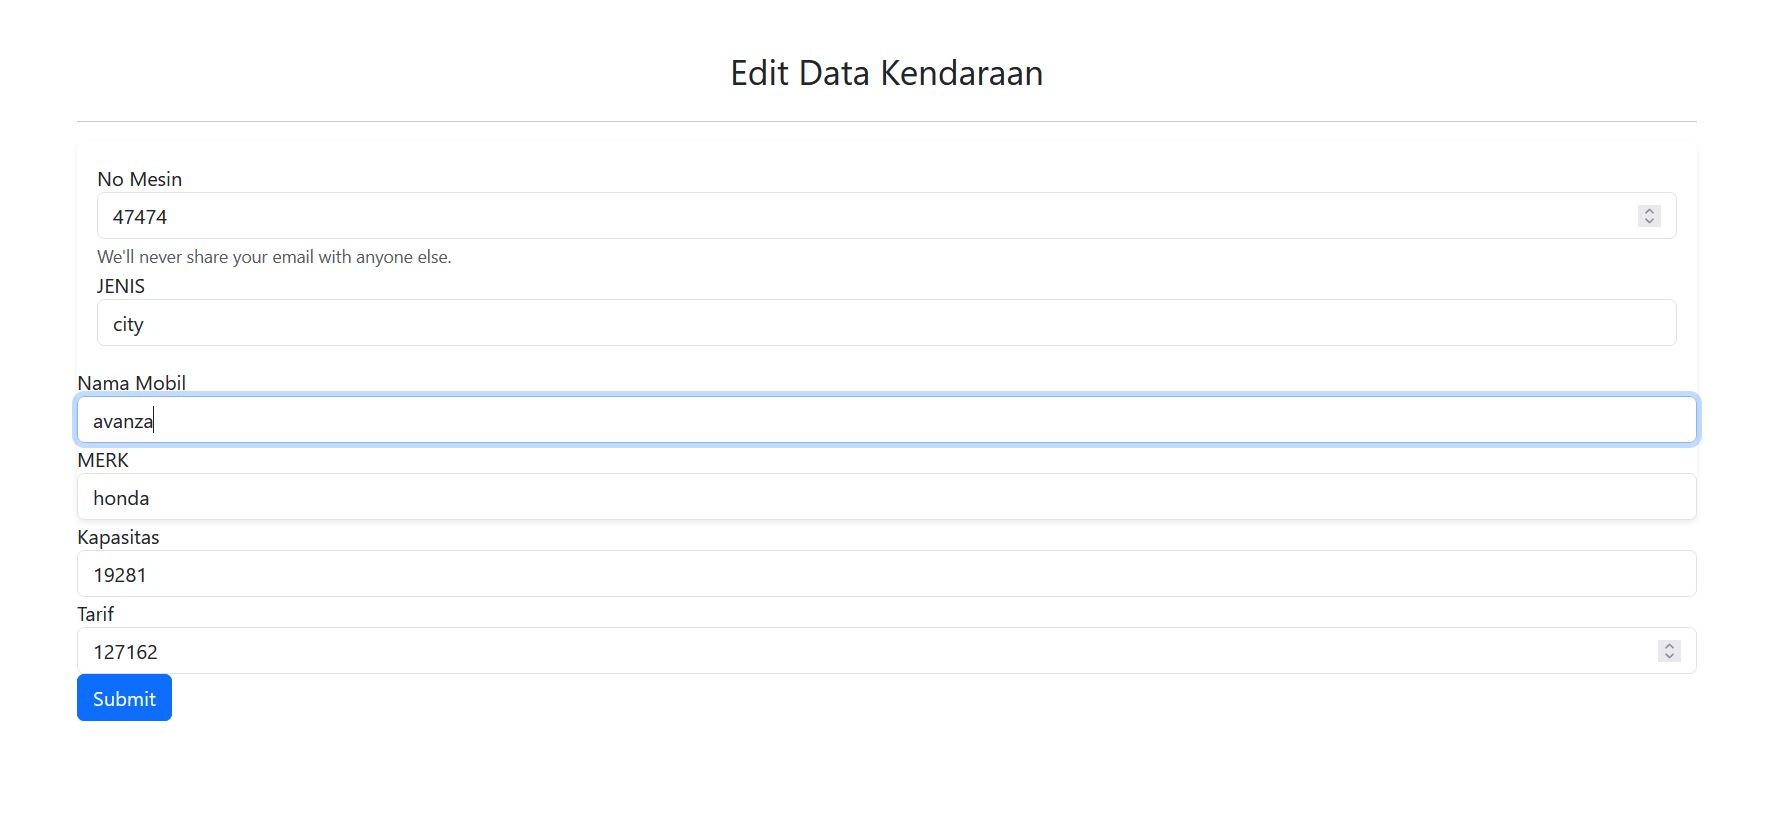 Edit Data Kendaraan
No Mesin
47474
We'll never share your email with anyone else.
JENIS
city
Nama Mobil
avanza
MERK
honda
Kapasitas
19281
Tarif
127162
Submit